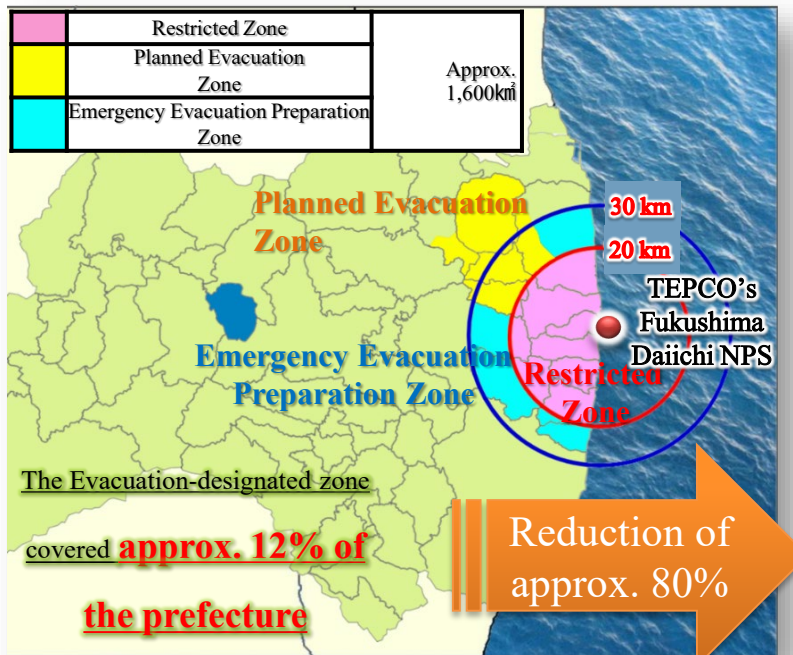 Restricted Zone
Planned Evacuation
Zone
Emergency Evacuation Preparation
Zone
Approx.
1,600㎢
Planned Evacuation
Zone
30 km
20 km
TEPCO’s
Fukushima
Daiichi NPS
Emergency Evacuation
Preparation Zone
Restricted
Zone
The Evacuation-designated zone
covered approx. 12% of
the prefecture
Reduction of
approx. 80%